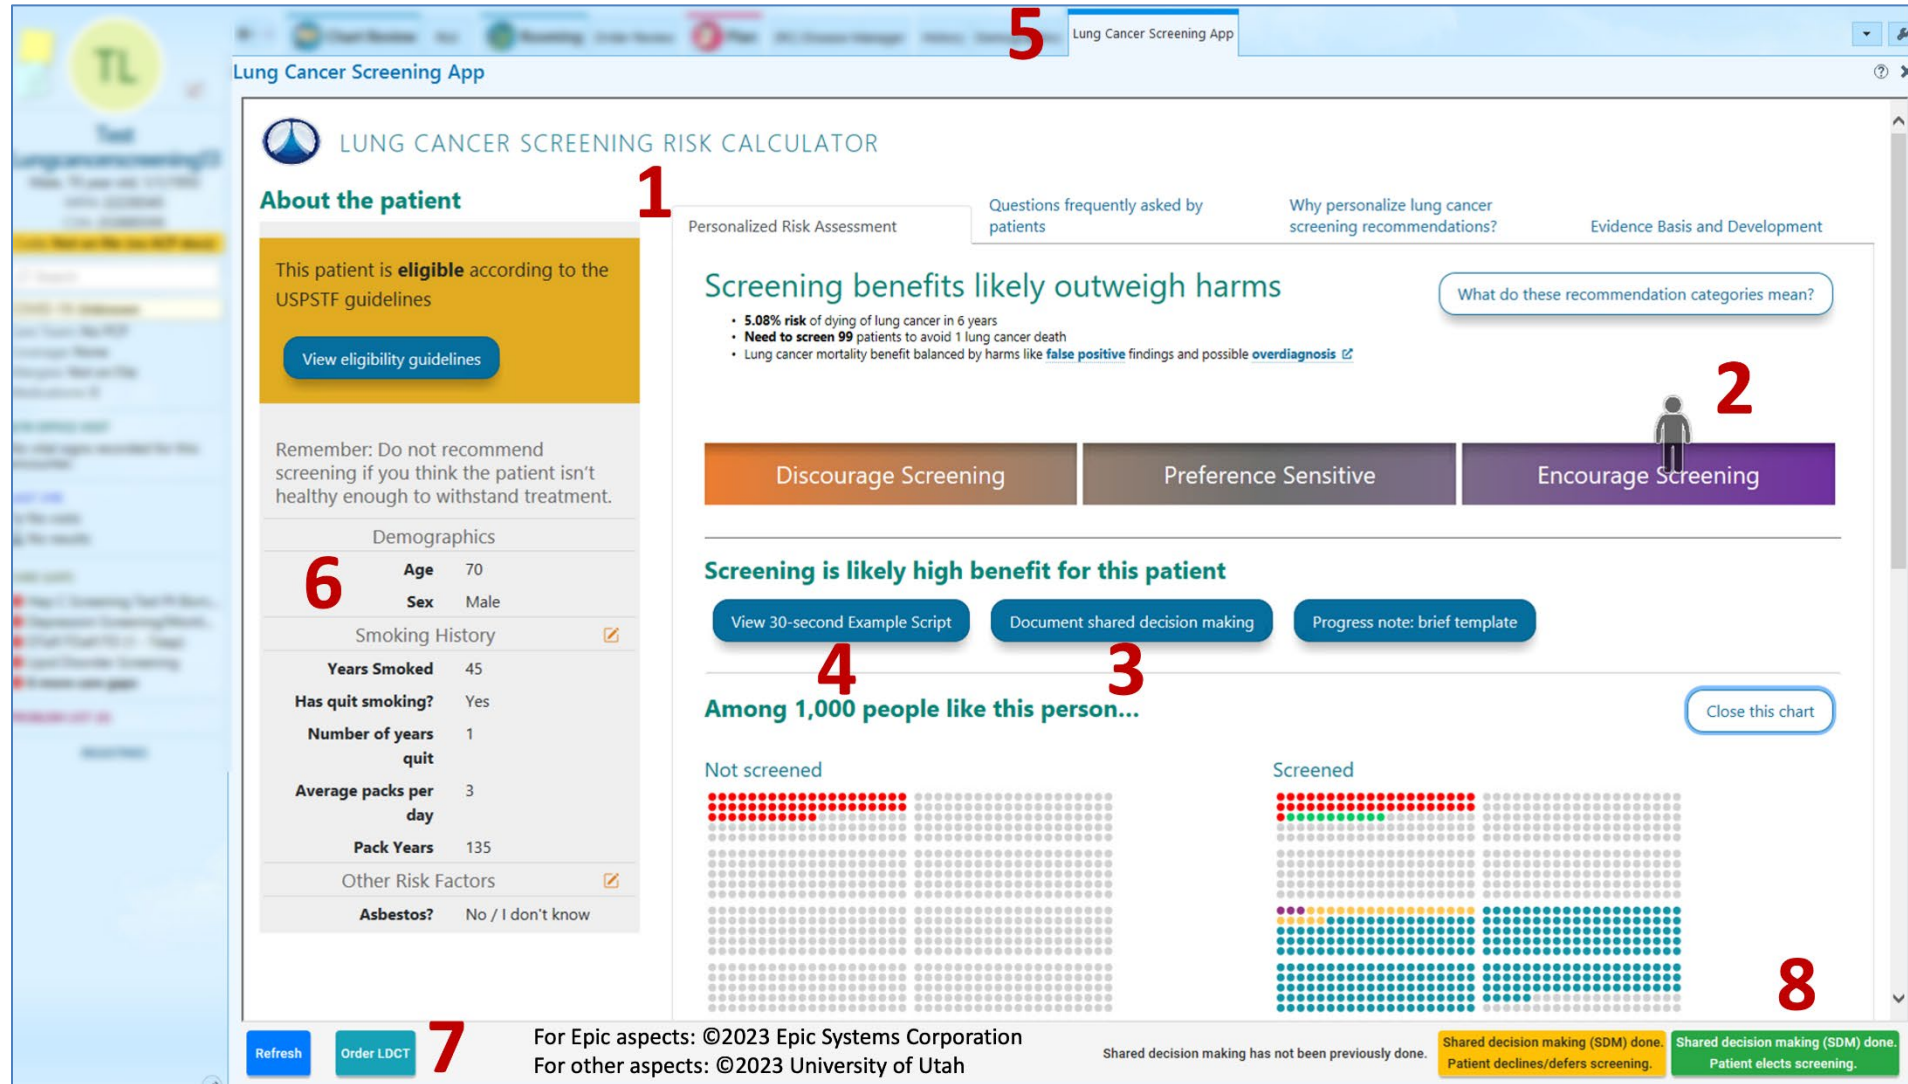 TL
5
Lung Cancer Screening App
Lung Cancer Screening App
LUNG CANCER SCREENING RISK CALCULATOR
About the patient
1
This patient is eligible according to the
USPSTF guidelines
View eligibility guidelines
Remember: Do not recommend
screening if you think the patient isn't
healthy enough to withstand treatment.
Demographics
6
Age 70
Sex Male
Smoking History
Years Smoked 45
Has quit smoking? Yes
Number of years 1
quit
Average packs per 3
day
Pack Years 135
Other Risk Factors
Asbestos? No / I don't know
Personalized Risk Assessment
Questions frequently asked by
patients
Why personalize lung cancer
screening recommendations?
Evidence Basis and Development
Screening benefits likely outweigh harms
What do these recommendation categories mean?
• 5.08% risk of dying of lung cancer in 6 years
• Need to screen 99 patients to avoid 1 lung cancer death
• Lung cancer mortality benefit balanced by harms like false positive findings and possible overdiagnosis
2
Discourage Screening
Preference Sensitive
Encourage Screening
Screening is likely high benefit for this patient
View 30-second Example Script
Document shared decision making
Progress note: brief template
4
3
Among 1,000 people like this person...
Close this chart
Not screened
Screened
8
Refresh
Order LDCT
7
For Epic aspects: ©2023 Epic Systems Corporation
For other aspects: ©2023 University of Utah
Shared decision making has not been previously done.
Shared decision making (SDM) done.
Patient declines/defers screening.
Shared decision making (SDM) done.
Patient elects screening.